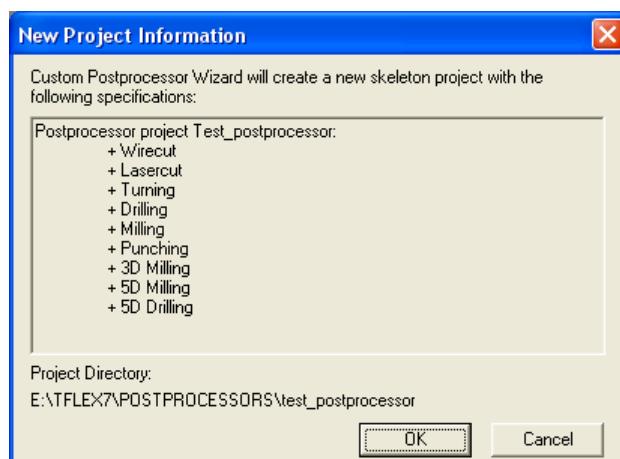 New Project Information
Custom Postprocessor Wizard will create a new skeleton project with the
following specifications:
Postprocessor project Test_postprocessor:
+ Wirecut
+ Lasercut
+ Turning
+ Drilling
+ Milling
+ Punching
+ 3D Milling
+ 5D Milling
+ 5D Drilling
Project Directory:
E:\TFLEX7\POSTPROCESSORS\test_postprocessor
OK Cancel